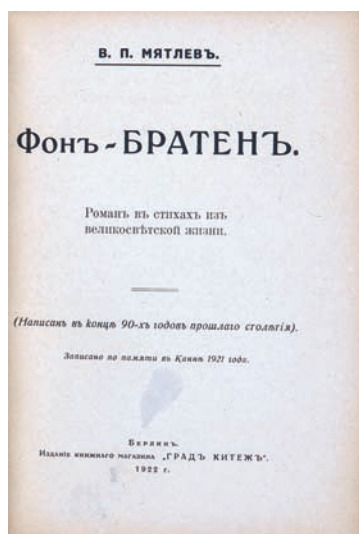 В. П. МЯТЛЕВЪ.
Фонъ-БРАТЕНЪ.
Романъ въ стихахъ изъ
великосвѣтской жизни.
(Написанъ въ концѣ 90-хъ годовъ прошлаго столѣтія).
Записано по памяти въ Каннѣ 1921 года.
Берлинъ.
Изданіе книжнаго магазина „ГРАДЪ КИТЕЖЪ“.
1922 г.